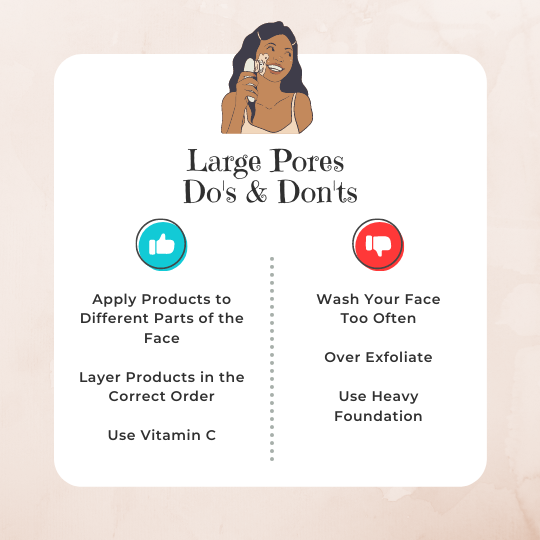 Large Pores
Do's & Don'ts
Apply Products to
Different Parts of the
Face
Layer Products in the
Correct Order
Use Vitamin C
Wash Your Face
Too Often
Over Exfoliate
Use Heavy
Foundation